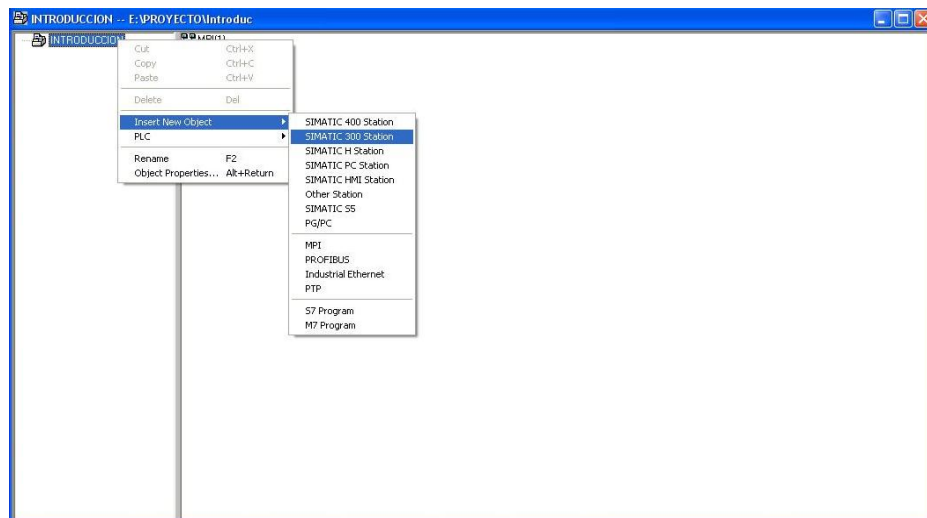 INTRODUCCION -- E:\PROYECTO\Introduc
INTRODUCCION
MPI(1)
Cut Ctrl+X
Copy Ctrl+C
Paste Ctrl+V
Delete Del
Insert New Object
PLC
Rename F2
Object Properties... Alt+Return
SIMATIC 400 Station
SIMATIC 300 Station
SIMATIC H Station
SIMATIC PC Station
SIMATIC HMI Station
Other Station
SIMATIC S5
PG/PC
MPI
PROFIBUS
Industrial Ethernet
PTP
S7 Program
M7 Program